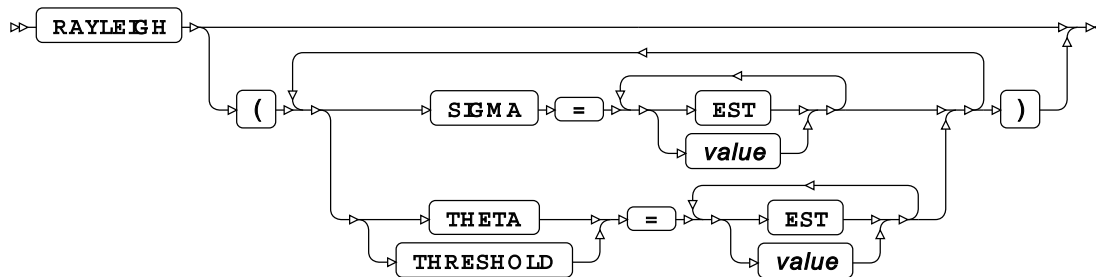 RAYLEIGH
( SIGMA = EST )
value
THETA = EST
THRESHOLD value